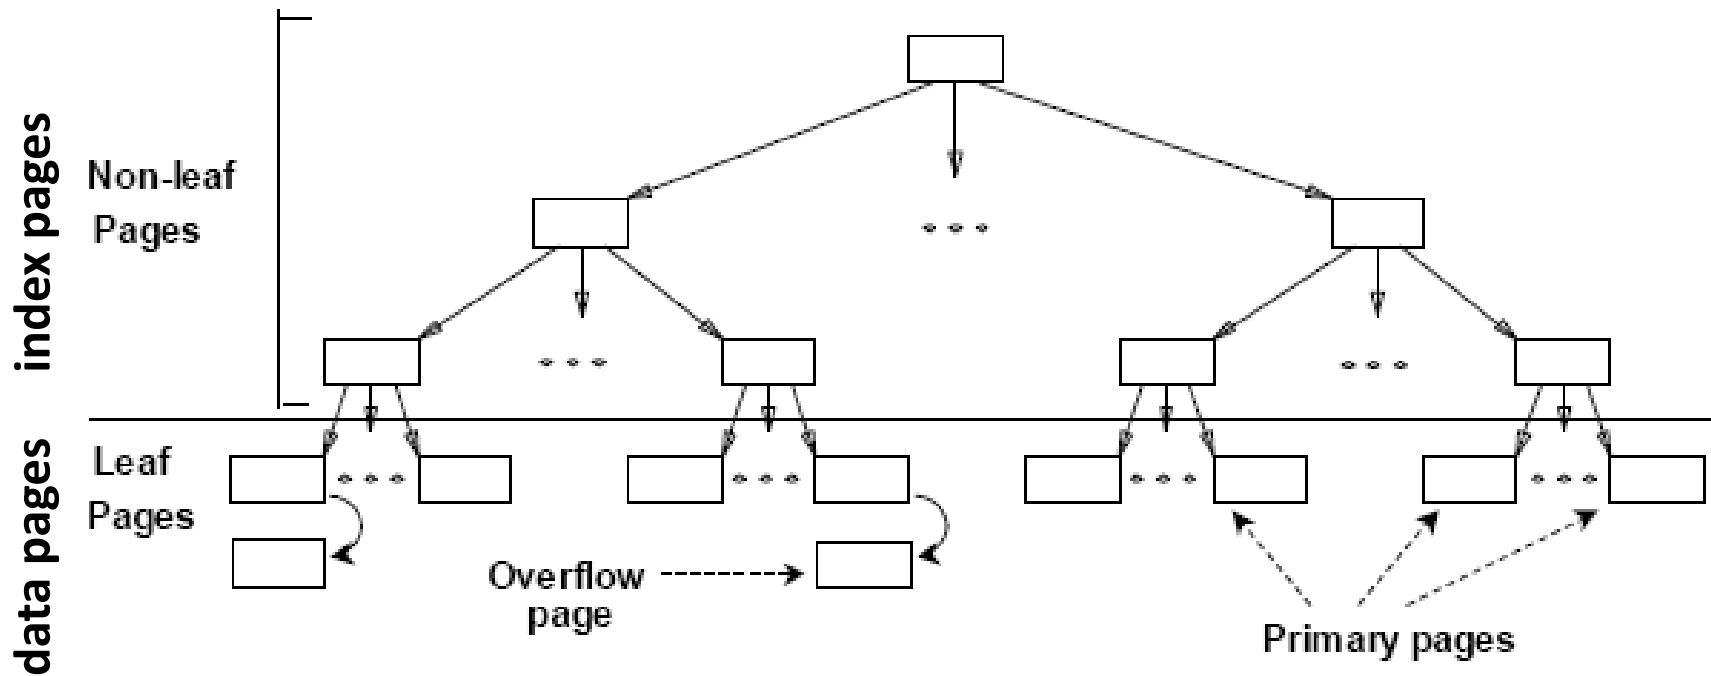 index pages
Non-leaf
Pages
data pages
Leaf
Pages
Overflow
page
Primary pages